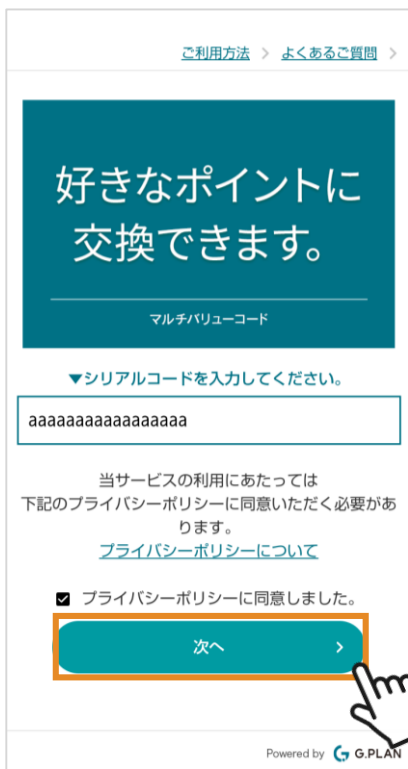 ご利用方法 > よくあるご質問 >
好きなポイントに
交換できます。
マルチバリューコード
▼シリアルコードを入力してください。
aaaaaaaaaaaaaaaaa
当サービスの利用にあたっては
下記のプライバシーポリシーに同意いただく必要があ
ります。
プライバシーポリシーについて
プライバシーポリシーに同意しました。
次へ >
Powered by G.PLAN